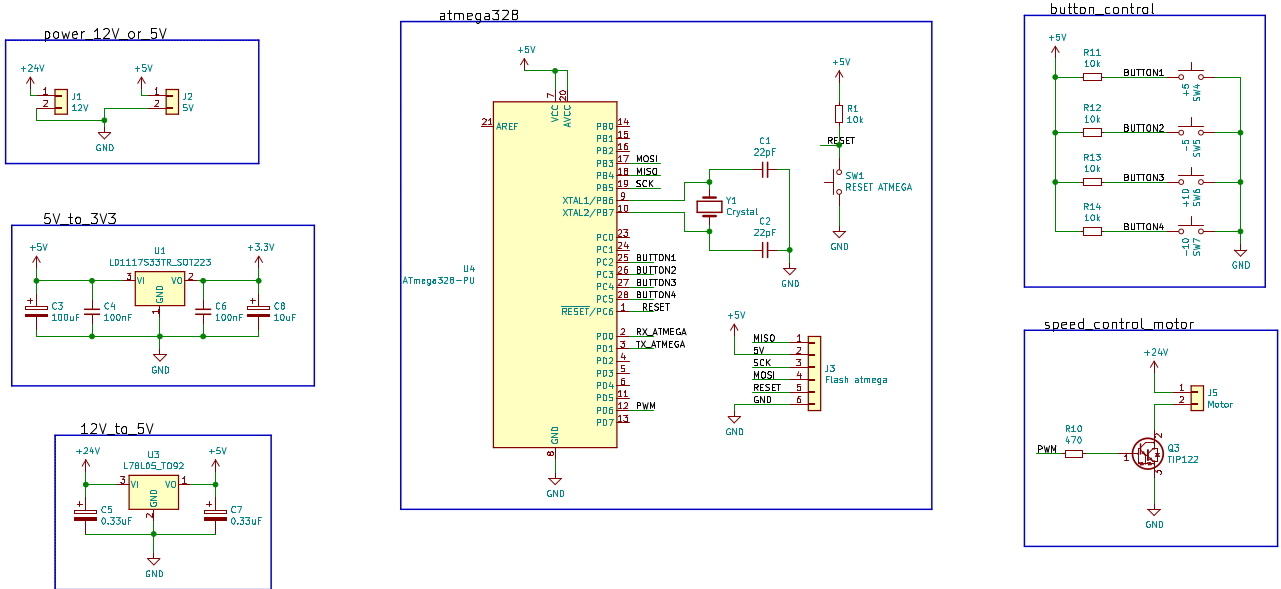 power_12V_or_5V
+24V
1
2
J1
12V
+5V
1
2
J2
5V
GND
5V_to_3V3
+5V
U1
LD1117S33TR_SOT223
+3.3V
3
VI
VO
2
GND
1
C3
100uF
C4
100nF
C6
100nF
C8
10uF
GND
12V_to_5V
+24V
U3
L78L05_TO92
+5V
3
VI
VO
1
GND
2
C5
0.33uF
C7
0.33uF
GND
atmega328
+5V
7
20
VCC
AVCC
21
AREF
U4
ATmega328-PU
PB0
14
PB1
15
PB2
16
PB3
17
MOSI
PB4
18
MISO
PB5
19
SCK
XTAL1/PB6
9
XTAL2/PB7
10
PC0
23
PC1
24
PC2
25
BUTTON1
PC3
26
BUTTON2
PC4
27
BUTTON3
PC5
28
BUTTON4
RESET/PC6
1
RESET
PD0
2
RX_ATMEGA
PD1
3
TX_ATMEGA
PD2
4
PD3
5
PD4
6
PD5
11
PD6
12
PWM
PD7
13
GND
8
GND
C1
22pF
Y1
Crystal
C2
22pF
GND
+5V
R1
10k
RESET
SW1
RESET ATMEGA
GND
+5V
MISO
1
5V
2
SCK
3
MOSI
4
RESET
5
GND
6
J3
Flash atmega
GND
button_control
+5V
R11
10k
BUTTON1
+5
SW4
R12
10k
BUTTON2
-5
SW5
R13
10k
BUTTON3
+10
SW6
R14
10k
BUTTON4
-10
SW7
GND
speed_control_motor
+24V
1
2
J5
Motor
PWM
R10
470
1
2
3
Q3
TIP122
GND